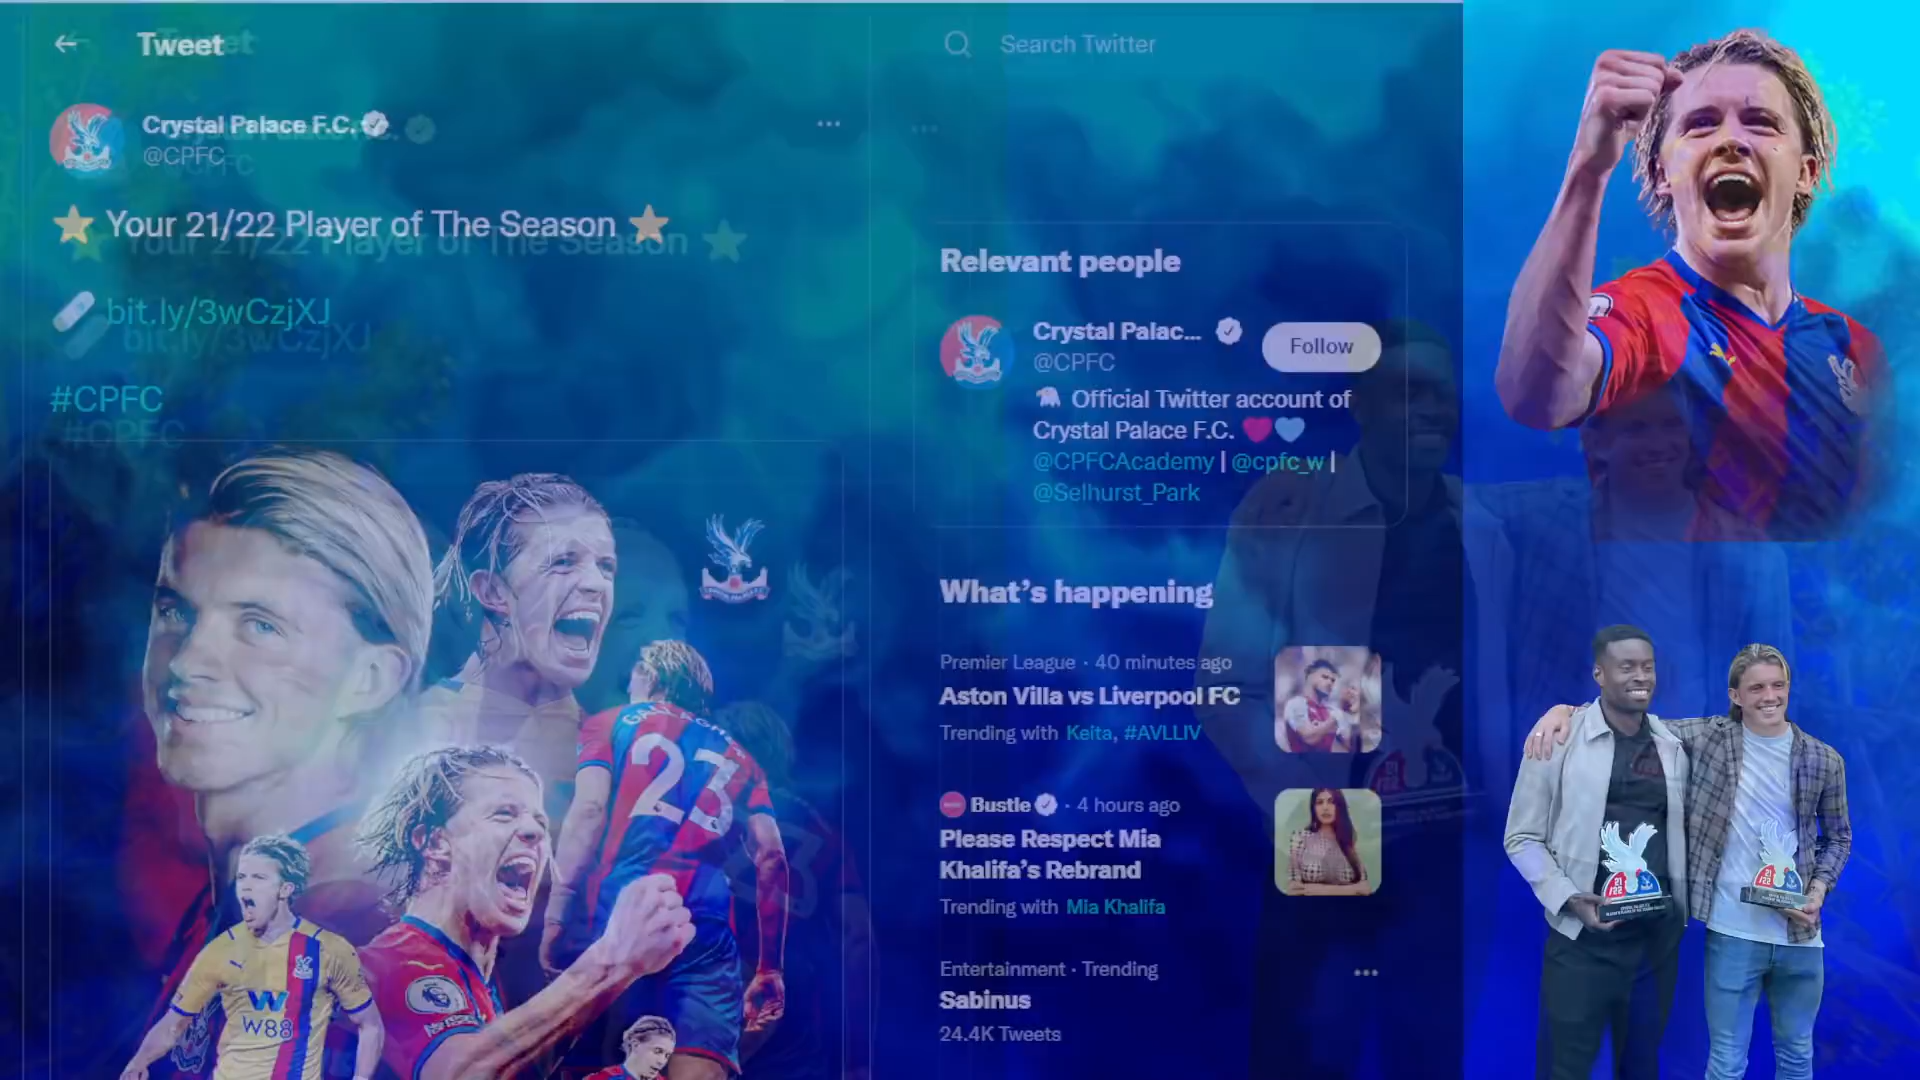 Tweet
Search Twitter
Crystal Palace F.C.
@CPFC
Your 21/22 Player of The Season
bit.ly/3wCzjXJ
#CPFC
Relevant people
Crystal Palac...
Follow
@CPFC
Official Twitter account of
Crystal Palace F.C.
@CPFCAcademy | @cpfc_w |
@Selhurst_Park
What's happening
Premier League · 40 minutes ago
Aston Villa vs Liverpool FC
Trending with Keita, #AVLLIV
Bustle · 4 hours ago
Please Respect Mia
Khalifa's Rebrand
Trending with Mia Khalifa
Entertainment · Trending
Sabinus
24.4K Tweets
GALLAGHER
23
W88
21
/22